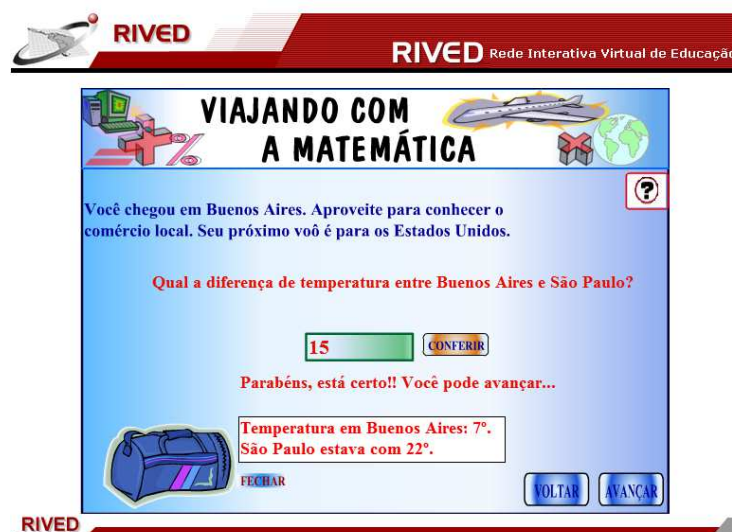 RIVED
RIVED Rede Interativa Virtual de Educação
VIAJANDO COM
A MATEMÁTICA
?
Você chegou em Buenos Aires. Aproveite para conhecer o
comércio local. Seu próximo voô é para os Estados Unidos.
Qual a diferença de temperatura entre Buenos Aires e São Paulo?
15
CONFERIR
Parabéns, está certo!! Você pode avançar...
Temperatura em Buenos Aires: 7º.
São Paulo estava com 22º.
FECHAR
VOLTAR
AVANÇAR
RIVED